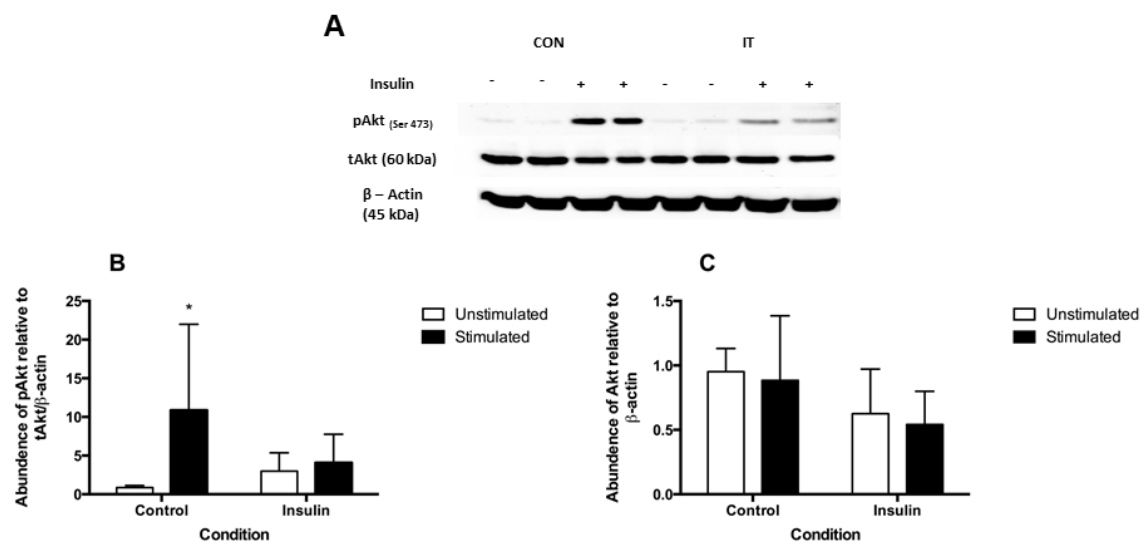 A
CON IT
Insulin - - + + - - + +
pAkt (Ser 473)
tAkt (60 kDa)
β – Actin
(45 kDa)
B
Abundance of pAkt relative to
tAkt/β-actin
25
20
15
10
5
0
*
Unstimulated
Stimulated
Control Insulin
Condition
C
Abundance of Akt relative to
β-actin
1.5
1.0
0.5
0.0
Unstimulated
Stimulated
Control Insulin
Condition